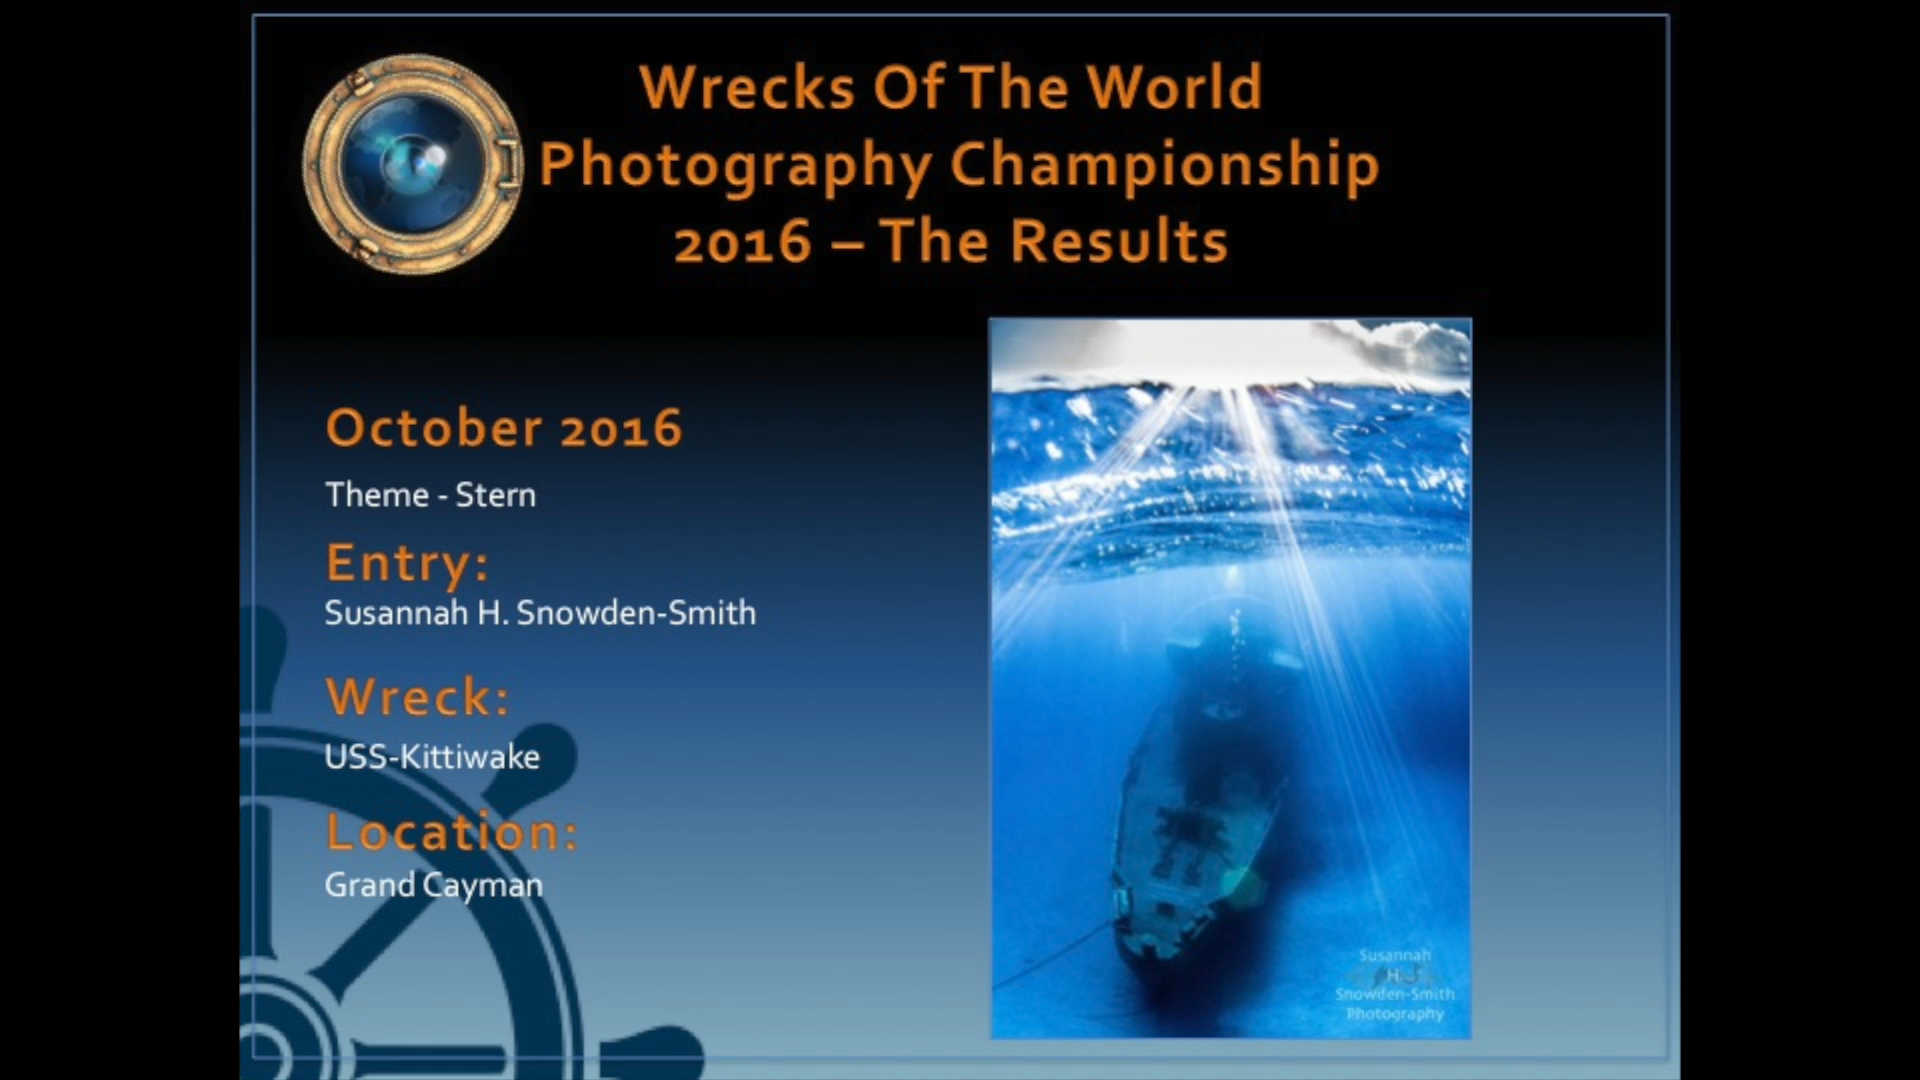 Wrecks Of The World
Photography Championship
2016 – The Results
October 2016
Theme - Stern
Entry:
Susannah H. Snowden-Smith
Wreck:
USS-Kittiwake
Location:
Grand Cayman
Susannah
H.
Snowden-Smith
Photography